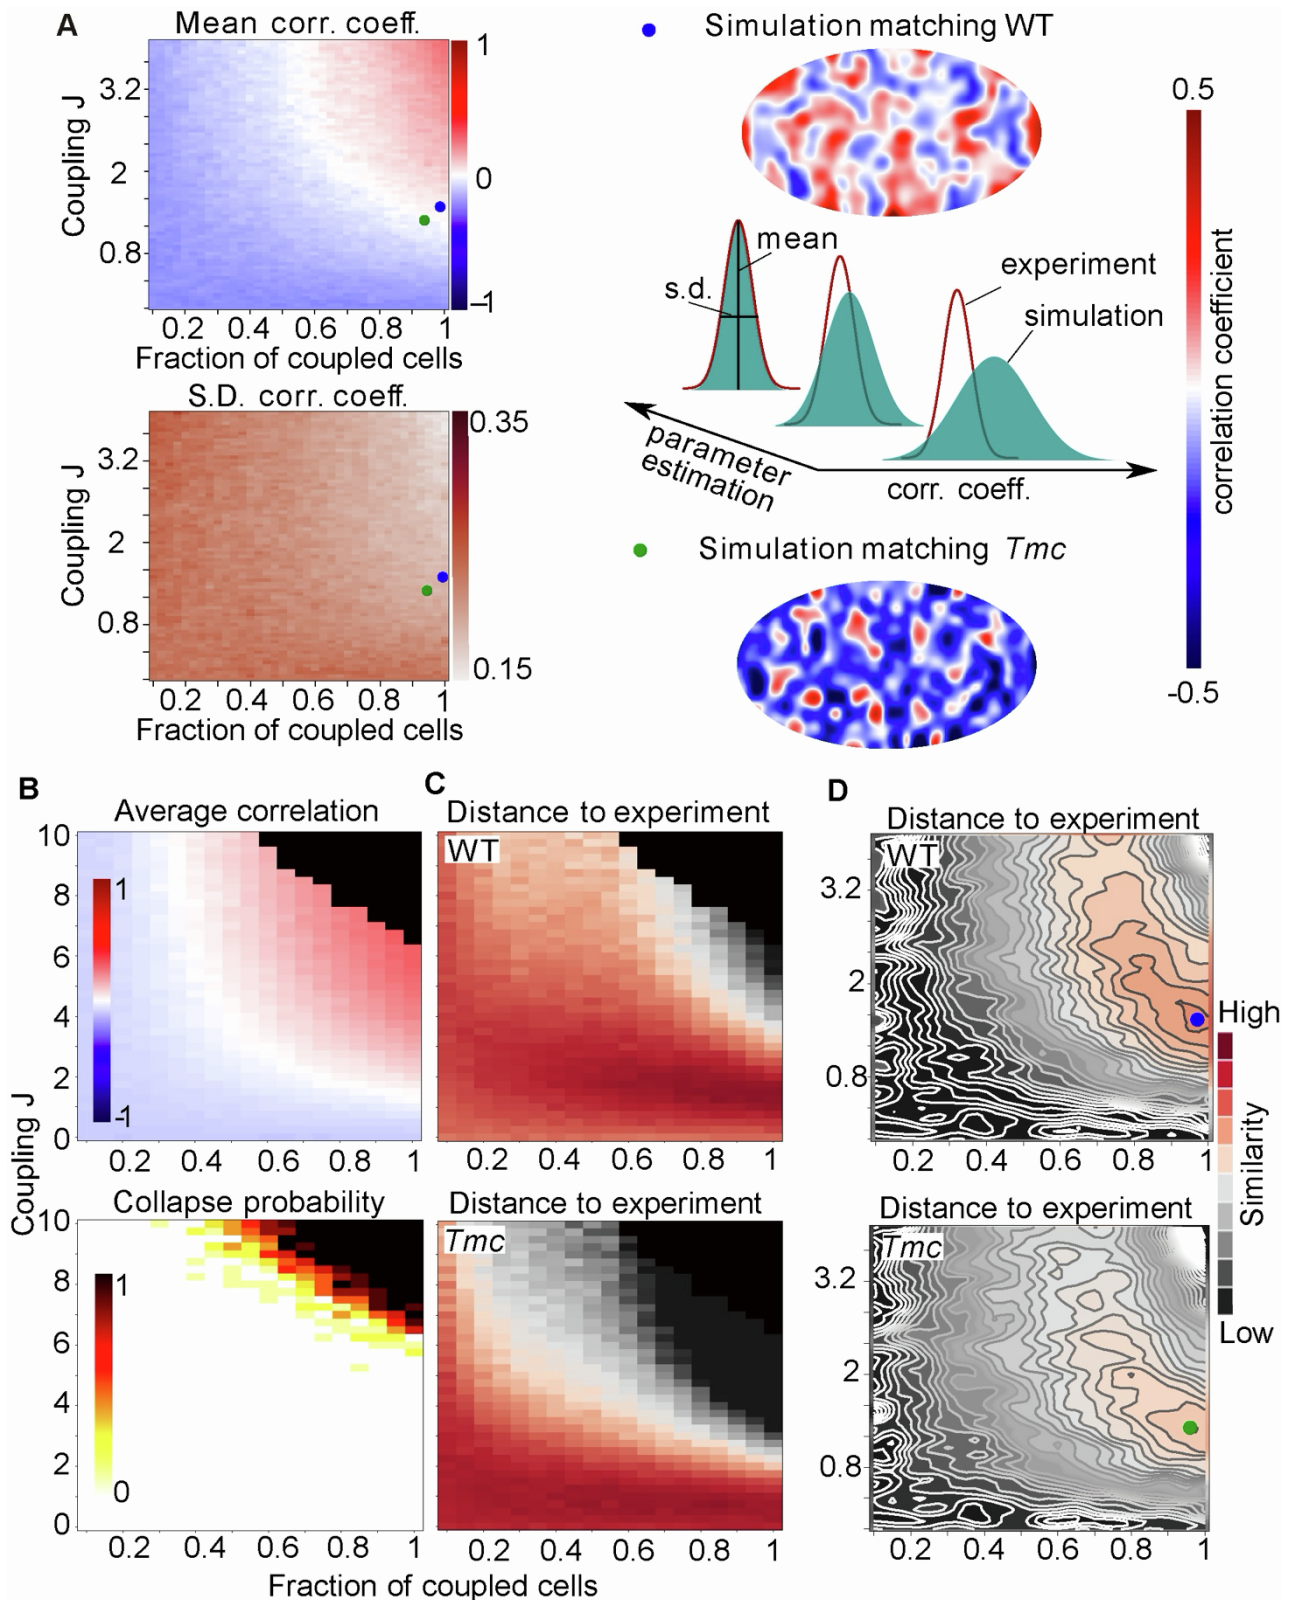 A
Mean corr. coeff.
Coupling J
3.2
2
0.8
1
0
–1
0.2 0.4 0.6 0.8 1
Fraction of coupled cells
S.D. corr. coeff.
Coupling J
3.2
2
0.8
0.35
0.15
0.2 0.4 0.6 0.8 1
Fraction of coupled cells
Simulation matching WT
mean
s.d.
experiment
simulation
parameter
estimation
corr. coeff.
Simulation matching Tmc
0.5
correlation coefficient
-0.5
B
Average correlation
10
8
6
4
2
0
1
-1
0.2 0.4 0.6 0.8 1
Coupling J
Collapse probability
10
8
6
4
2
0
1
0
0.2 0.4 0.6 0.8 1
C
Distance to experiment
WT
0.2 0.4 0.6 0.8 1
Distance to experiment
Tmc
0.2 0.4 0.6 0.8 1
Fraction of coupled cells
D
Distance to experiment
WT
3.2
2
0.8
0.2 0.4 0.6 0.8 1
Distance to experiment
Tmc
3.2
2
0.8
0.2 0.4 0.6 0.8 1
High
Similarity
Low